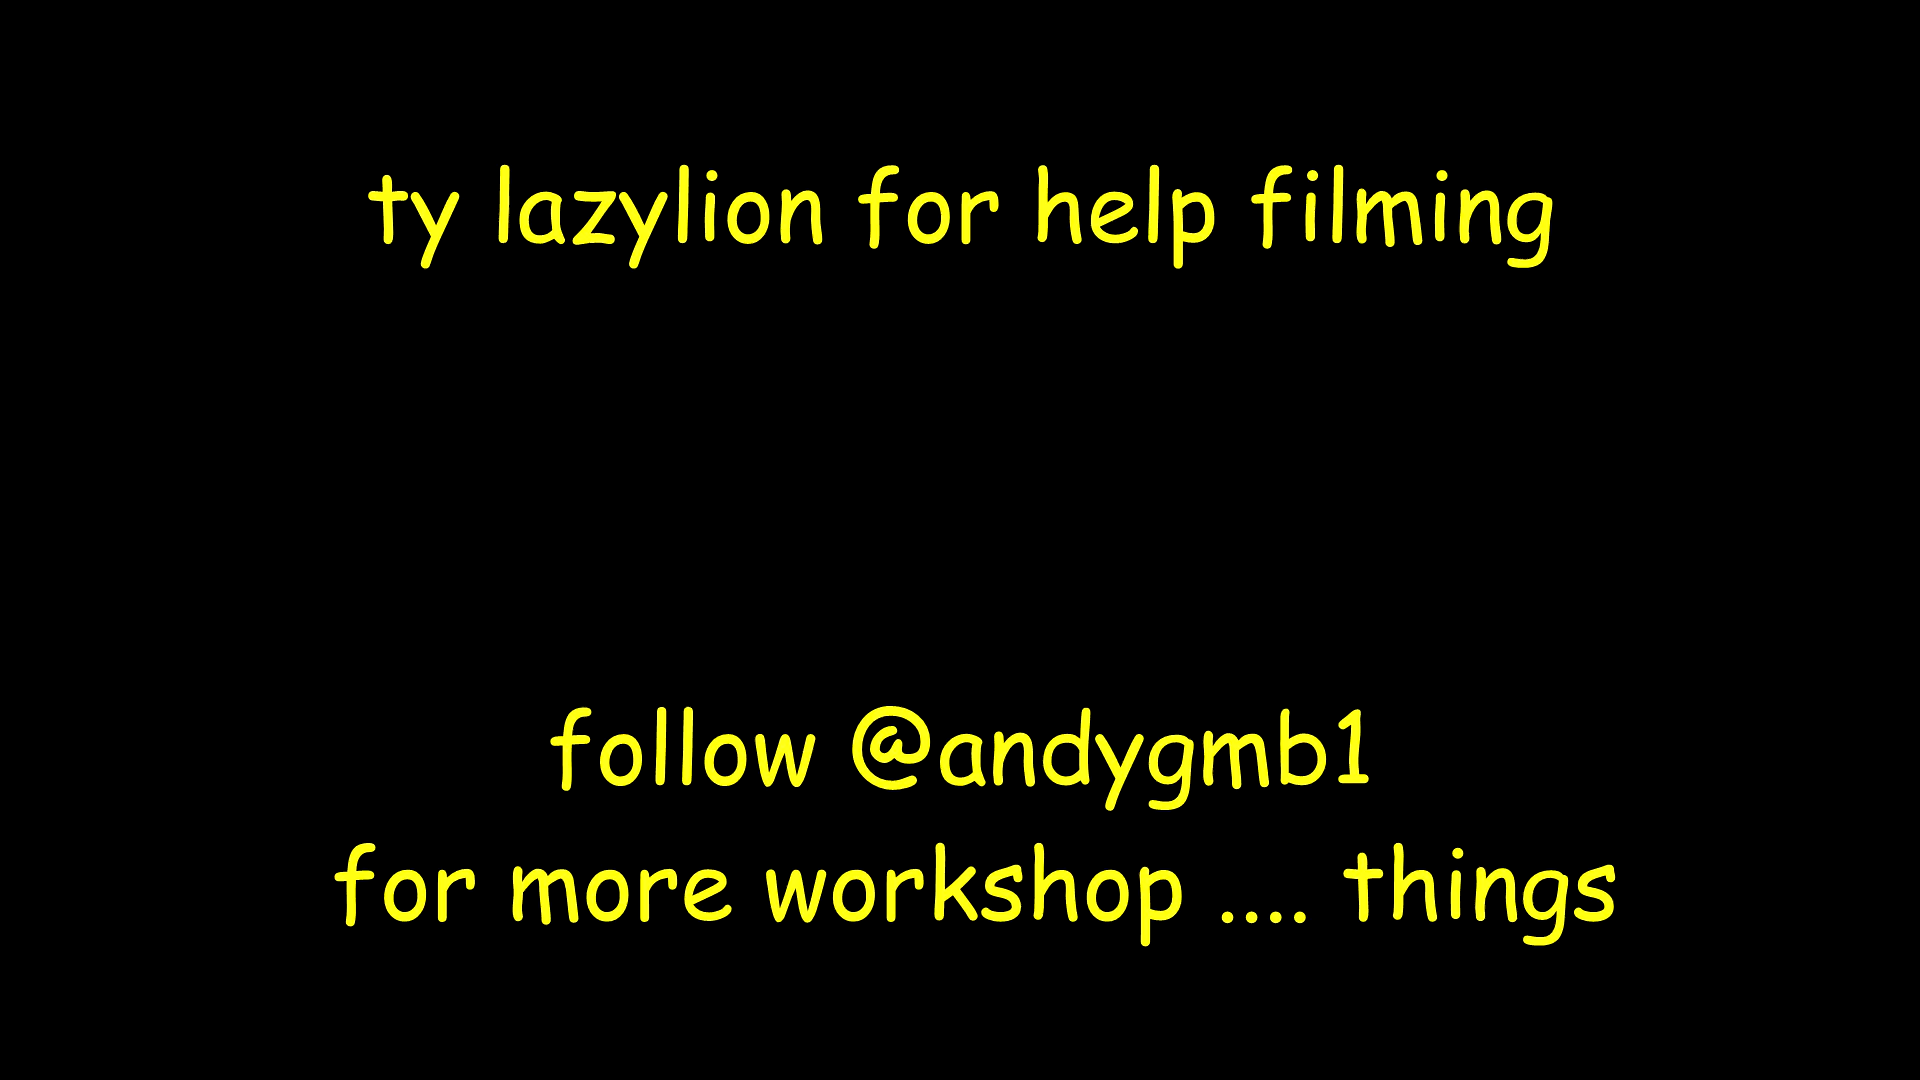 ty lazylion for help filming
follow @andygmb1
for more workshop .... things